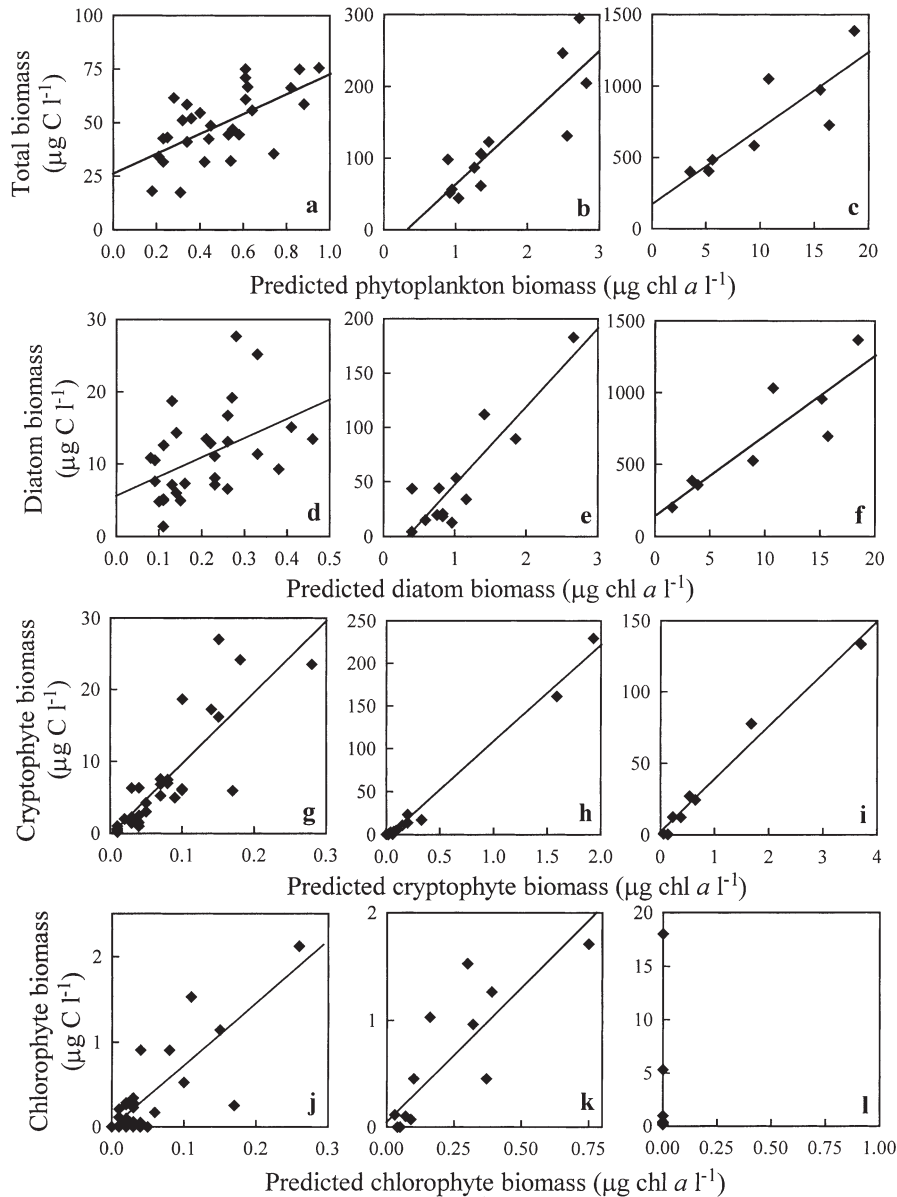 100 300 1500
Total biomass (µg C l⁻¹)
75 50 25 0
200 100 0
1000 500 0
a b c
0.0 0.2 0.4 0.6 0.8 1.0 0 1 2 3 0 5 10 15 20
Predicted phytoplankton biomass (µg chl a l⁻¹)
30 200 1500
Diatom biomass (µg C l⁻¹)
20 10 0
150 100 50 0
1000 500 0
d e f
0.0 0.1 0.2 0.3 0.4 0.5 0 1 2 3 0 5 10 15 20
Predicted diatom biomass (µg chl a l⁻¹)
30 250 150
Cryptophyte biomass (µg C l⁻¹)
20 10 0
200 150 100 50 0
100 50 0
g h i
0 0.1 0.2 0.3 0.0 0.5 1.0 1.5 2.0 0 1 2 3 4
Predicted cryptophyte biomass (µg chl a l⁻¹)
2 20
Chlorophyte biomass (µg C l⁻¹)
2 1 0
1 0
15 10 5 0
j k l
0 0.1 0.2 0.3 0.00 0.25 0.50 0.75 0.00 0.25 0.50 0.75 1.00
Predicted chlorophyte biomass (µg chl a l⁻¹)